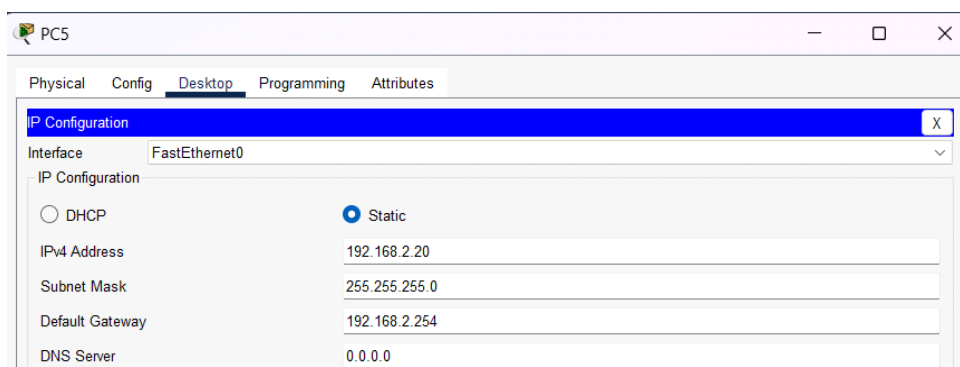 PC5
Physical Config Desktop Programming Attributes
IP Configuration X
Interface FastEthernet0
IP Configuration
DHCP Static
IPv4 Address 192.168.2.20
Subnet Mask 255.255.255.0
Default Gateway 192.168.2.254
DNS Server 0.0.0.0